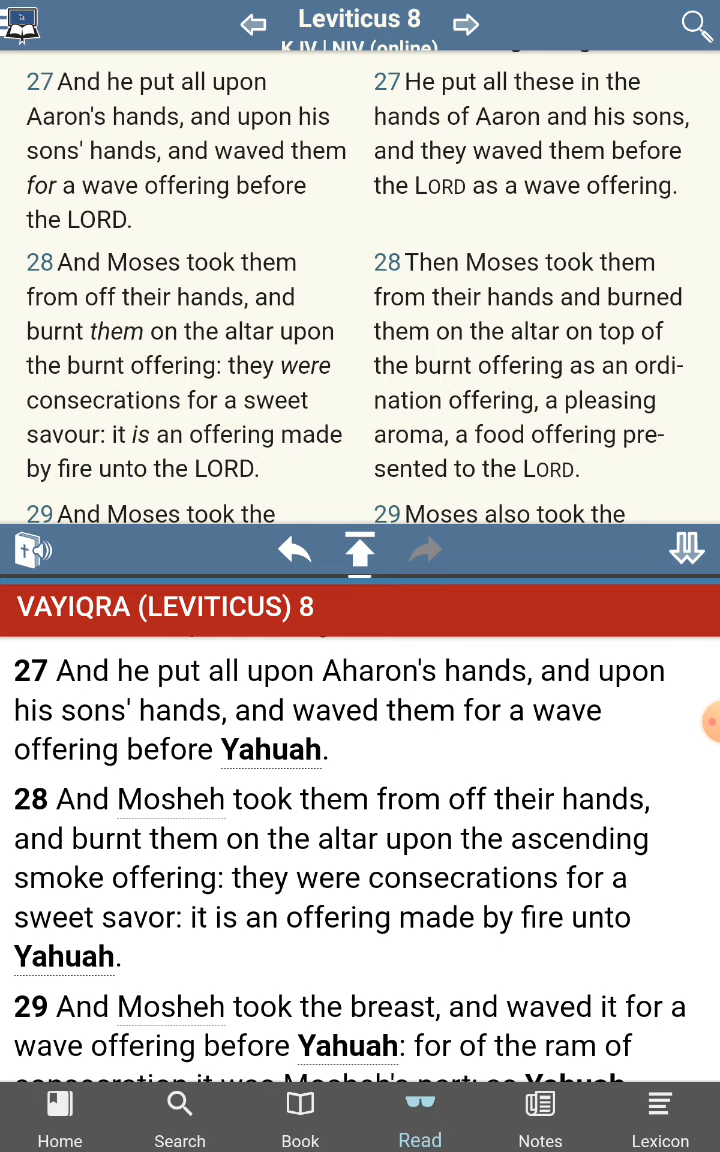 Leviticus 8
KJV | NIV (online)
27 And he put all upon
Aaron's hands, and upon his
sons' hands, and waved them
for a wave offering before
the LORD.
28 And Moses took them
from off their hands, and
burnt them on the altar upon
the burnt offering: they were
consecrations for a sweet
savour: it is an offering made
by fire unto the LORD.
29 And Moses took the
27 He put all these in the
hands of Aaron and his sons,
and they waved them before
the LORD as a wave offering.
28 Then Moses took them
from their hands and burned
them on the altar on top of
the burnt offering as an ordi-
nation offering, a pleasing
aroma, a food offering pre-
sented to the LORD.
29 Moses also took the
VAYIQRA (LEVITICUS) 8
27 And he put all upon Aharon's hands, and upon
his sons' hands, and waved them for a wave
offering before Yahuah.
28 And Mosheh took them from off their hands,
and burnt them on the altar upon the ascending
smoke offering: they were consecrations for a
sweet savor: it is an offering made by fire unto
Yahuah.
29 And Mosheh took the breast, and waved it for a
wave offering before Yahuah: for of the ram of
consecration it was Mosheh's part; as Yahuah
Home
Search
Book
Read
Notes
Lexicon